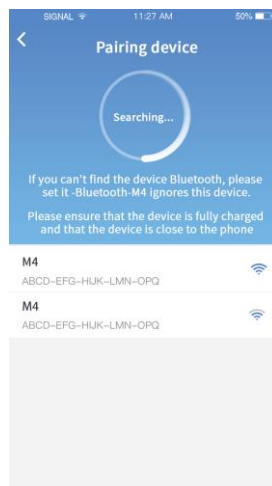 SIGNAL 11:27 AM 50%
Pairing device
Searching...
If you can't find the device Bluetooth, please
set it -Bluetooth-M4 ignores this device.
Please ensure that the device is fully charged
and that the device is close to the phone
M4
ABCD-EFG-HIJK-LMN-OPQ
M4
ABCD-EFG-HIJK-LMN-OPQ